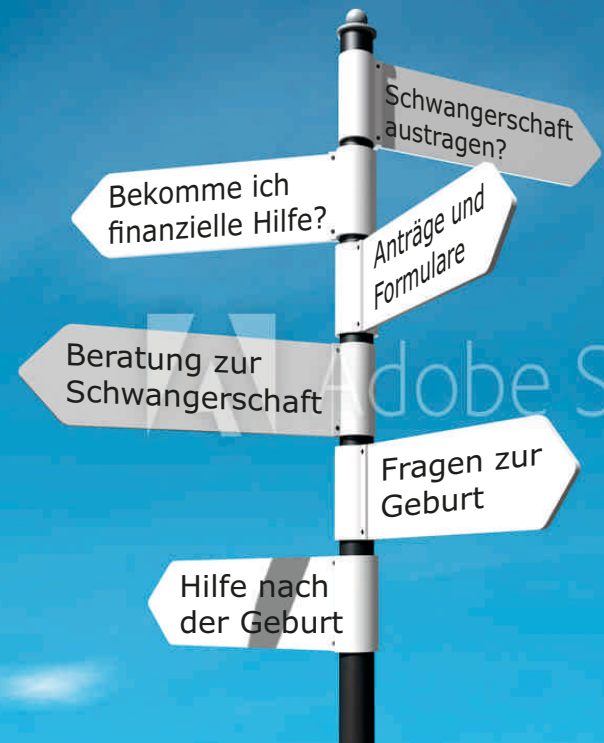 Schwangerschaft
austragen?
Bekomme ich
finanzielle Hilfe?
Anträge und
Formulare
Beratung zur
Schwangerschaft
Adobe S
Fragen zur
Geburt
Hilfe nach
der Geburt